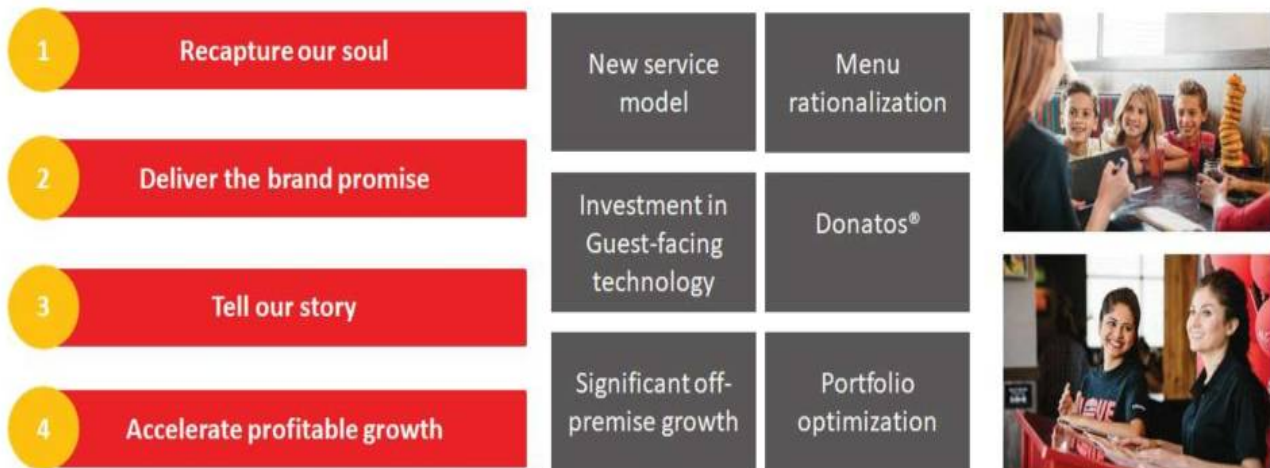 1
Recapture our soul
2
Deliver the brand promise
3
Tell our story
4
Accelerate profitable growth
New service
model
Menu
rationalization
Investment in
Guest-facing
technology
Donatos®
Significant off-
premise growth
Portfolio
optimization